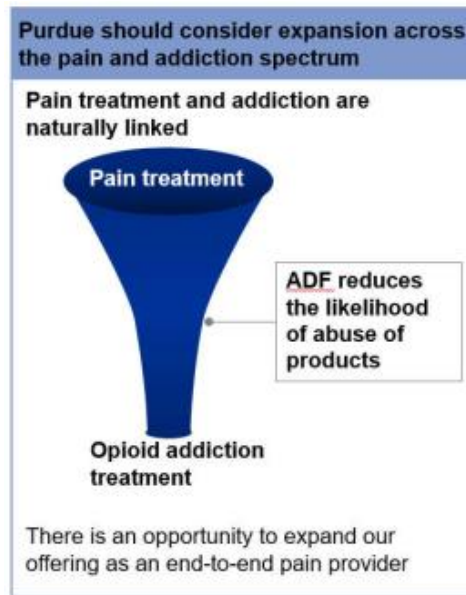 Purdue should consider expansion across
the pain and addiction spectrum
Pain treatment and addiction are
naturally linked
Pain treatment
ADF reduces
the likelihood
of abuse of
products
Opioid addiction
treatment
There is an opportunity to expand our
offering as an end-to-end pain provider